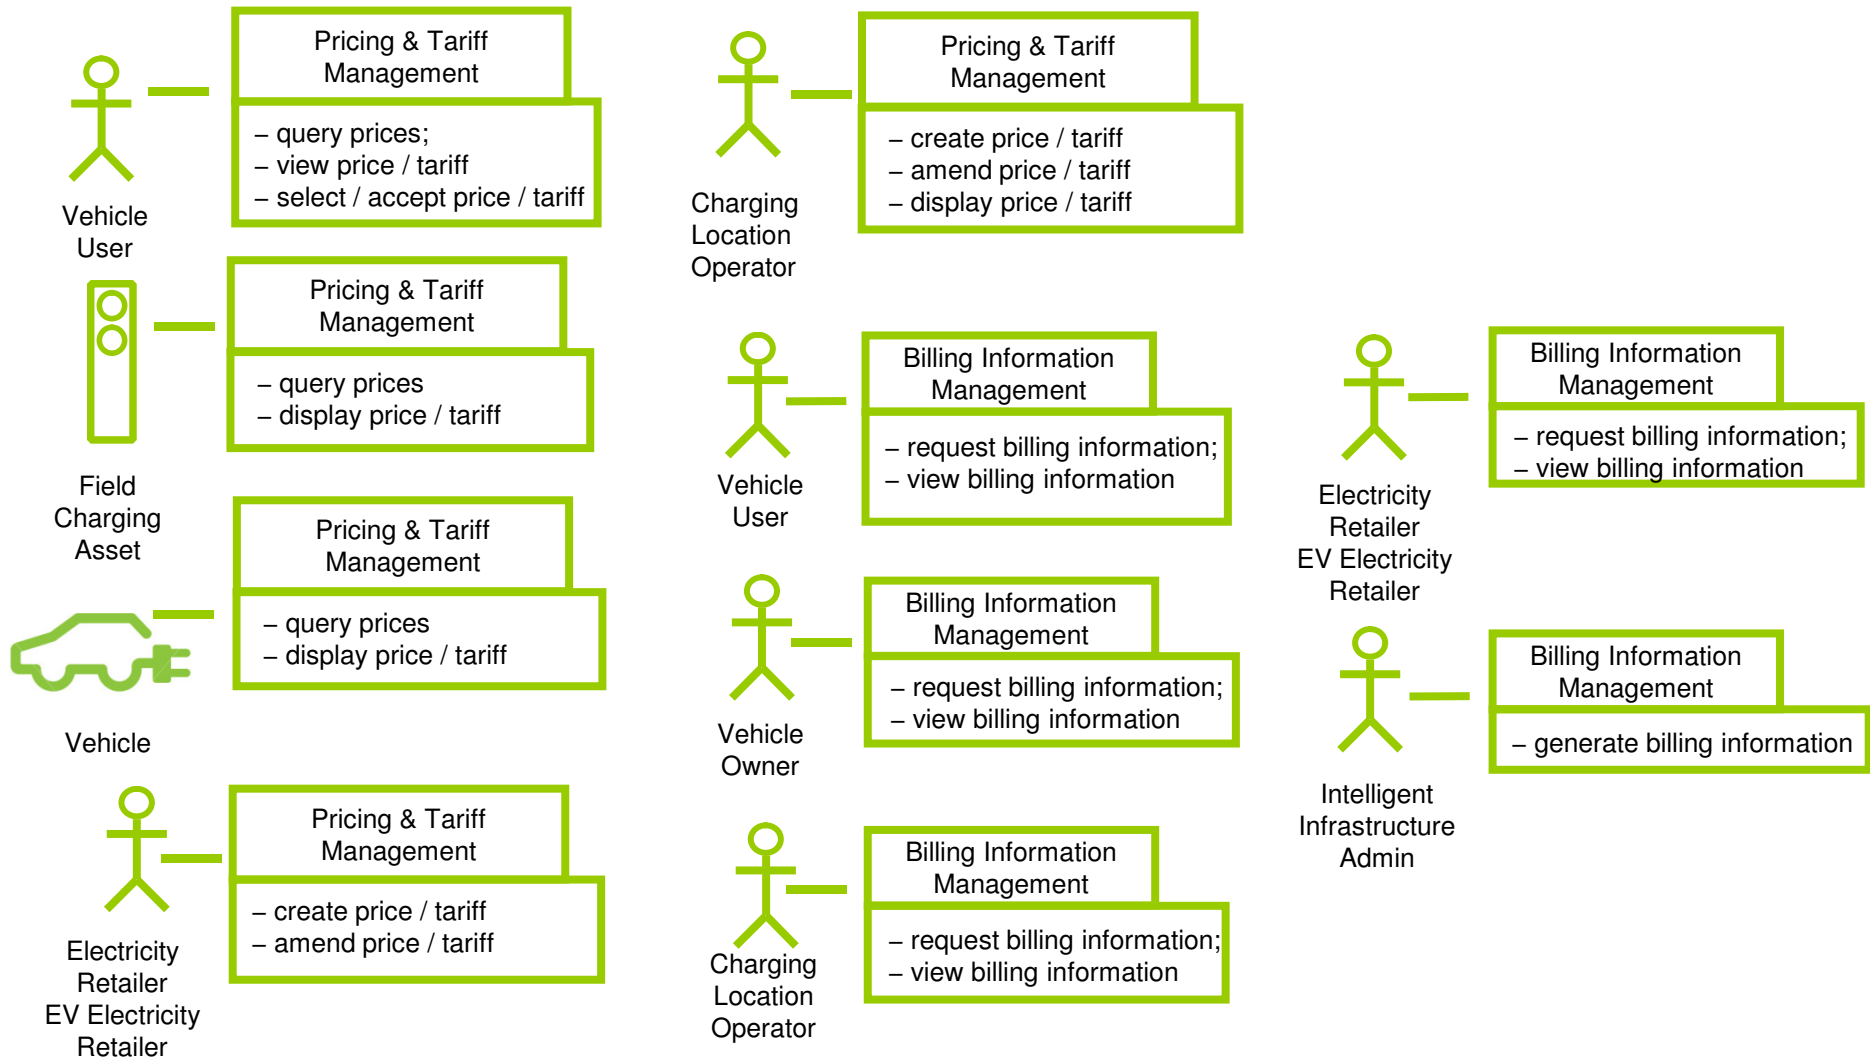 Pricing & Tariff
Management
– query prices;
– view price / tariff
– select / accept price / tariff
Vehicle
User
Pricing & Tariff
Management
– query prices
– display price / tariff
Field
Charging
Asset
Pricing & Tariff
Management
– query prices
– display price / tariff
Vehicle
Pricing & Tariff
Management
– create price / tariff
– amend price / tariff
Electricity
Retailer
EV Electricity
Retailer
Pricing & Tariff
Management
– create price / tariff
– amend price / tariff
– display price / tariff
Charging
Location
Operator
Billing Information
Management
– request billing information;
– view billing information
Vehicle
User
Billing Information
Management
– request billing information;
– view billing information
Vehicle
Owner
Billing Information
Management
– request billing information;
– view billing information
Charging
Location
Operator
Billing Information
Management
– request billing information;
– view billing information
Electricity
Retailer
EV Electricity
Retailer
Billing Information
Management
– generate billing information
Intelligent
Infrastructure
Admin